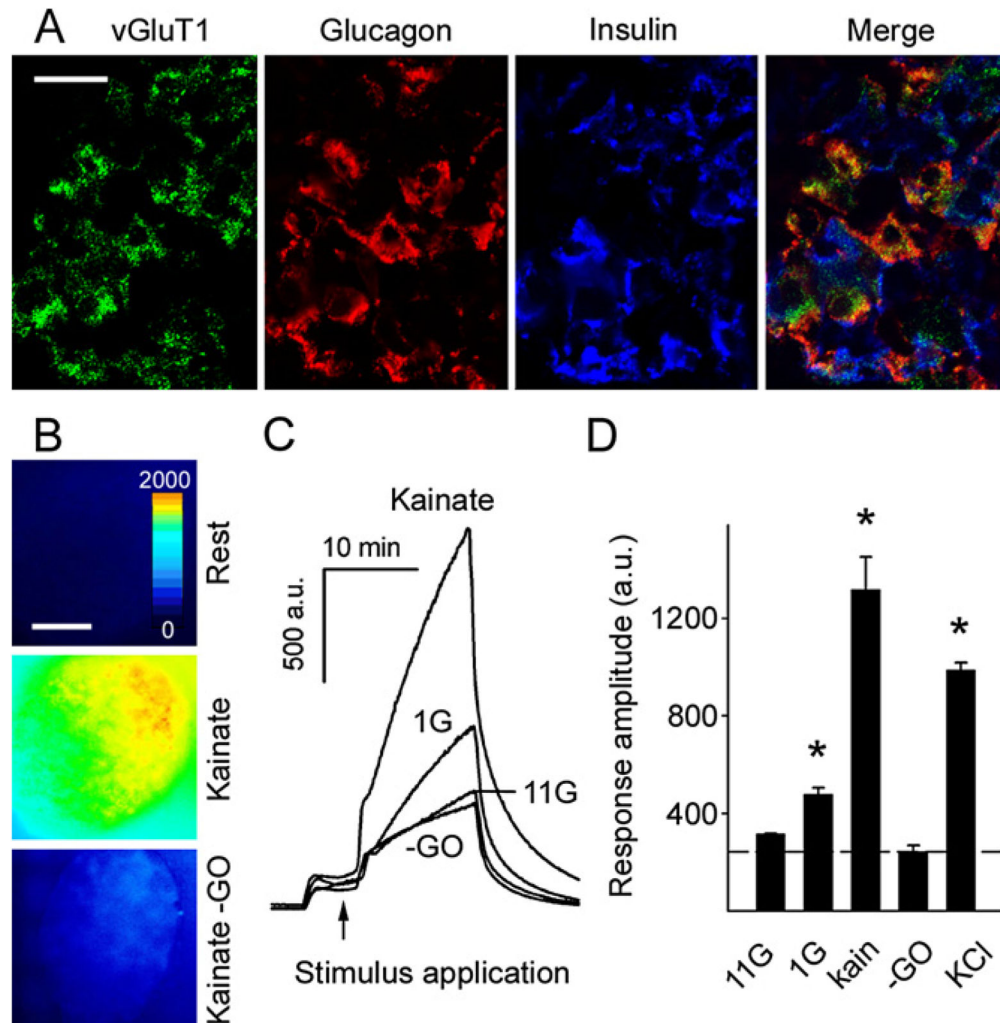 A
vGluT1
Glucagon
Insulin
Merge
B
2000
0
Rest
Kainate
Kainate -GO
C
Kainate
10 min
500 a.u.
1G
11G
-GO
Stimulus application
D
Response amplitude (a.u.)
1200
800
400
*
*
*
11G
1G
kain
-GO
KCl